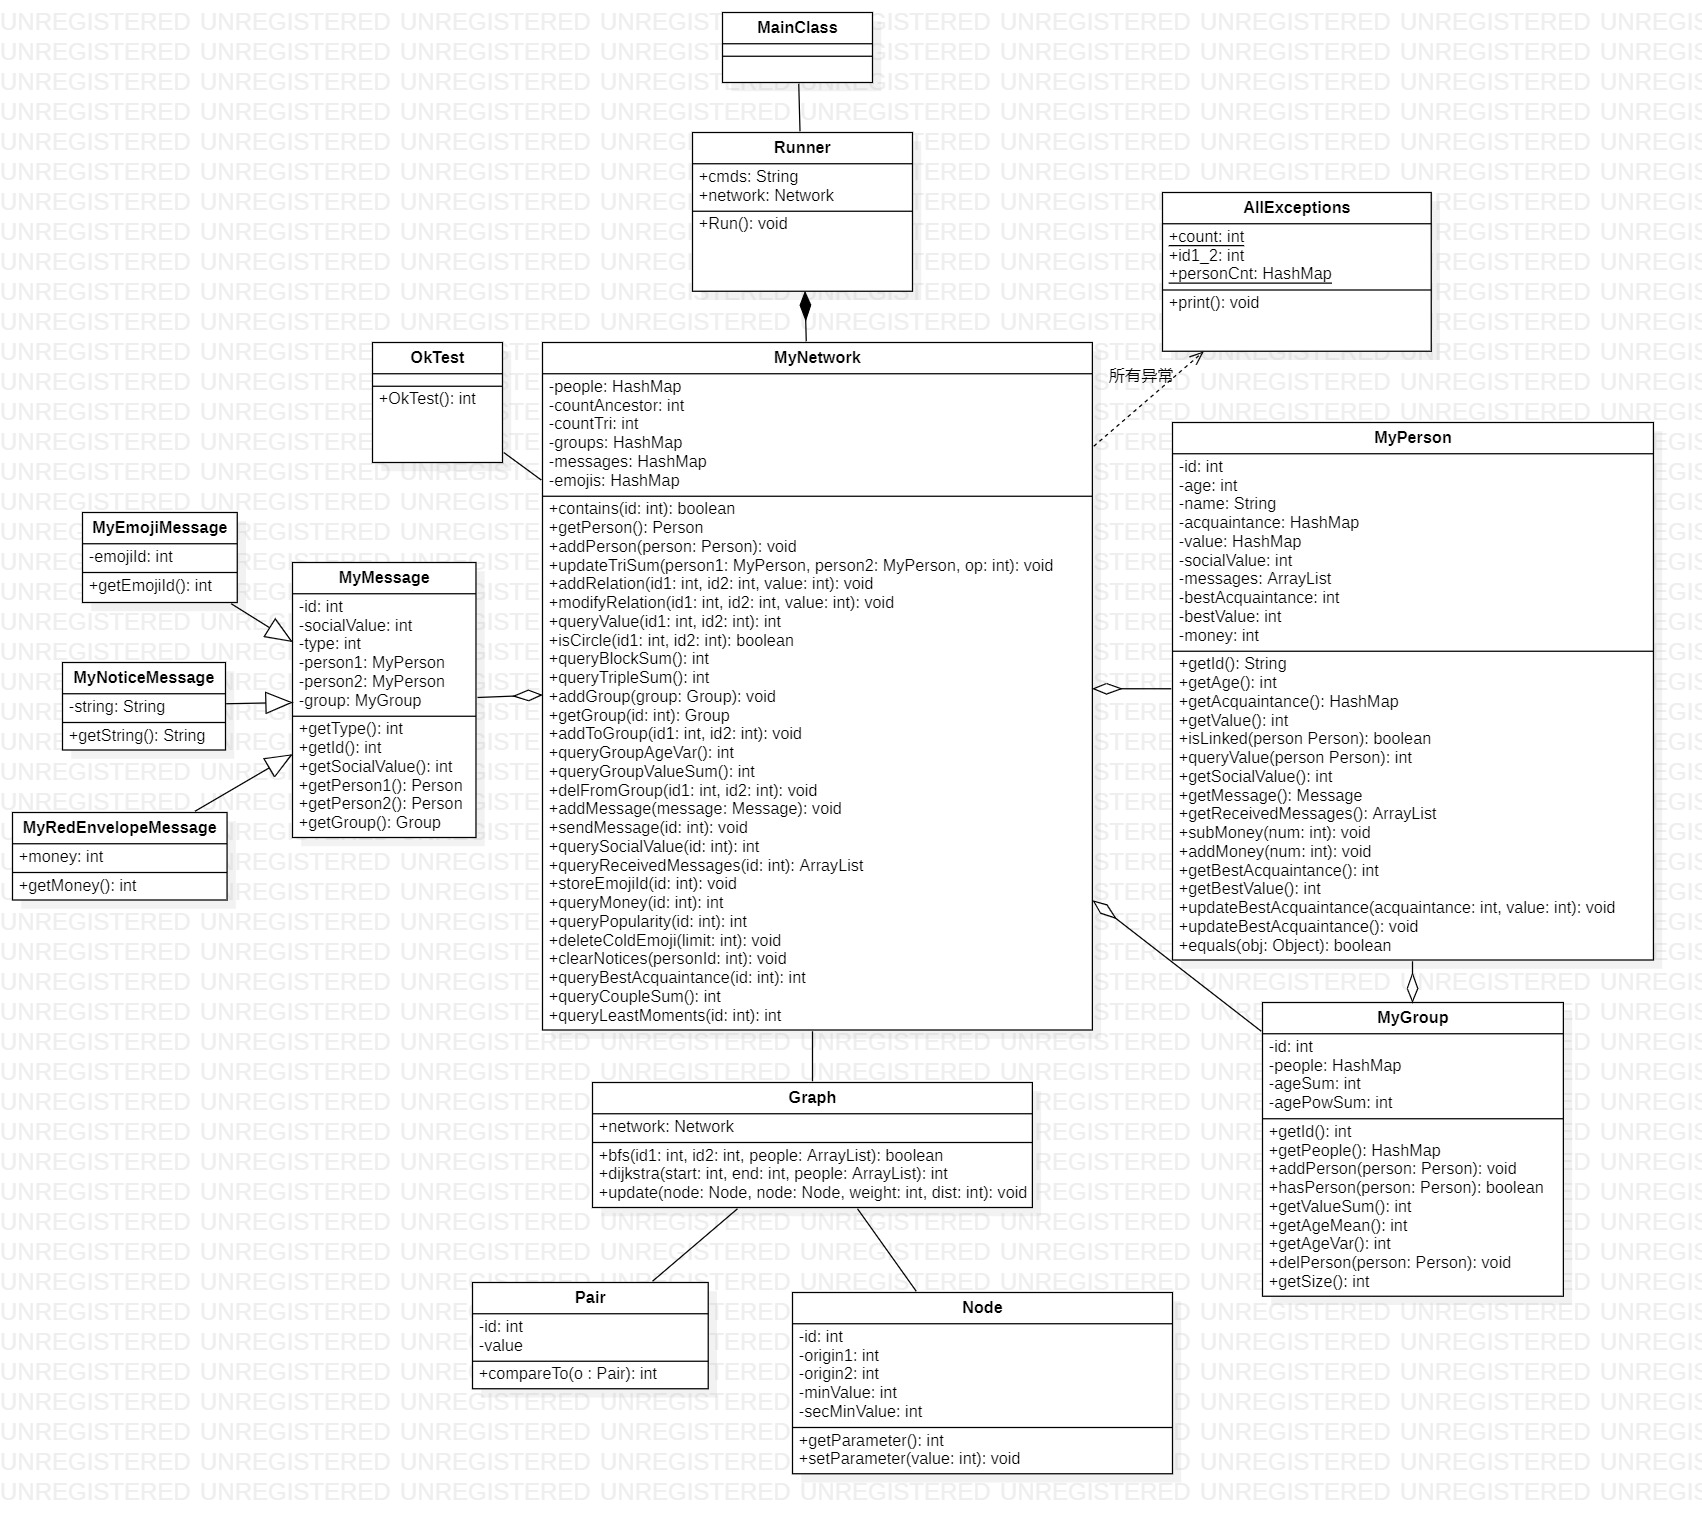 MainClass
Runner
+cmds: String
+network: Network
+Run(): void
AllExceptions
+count: int
+id1_2: int
+personCnt: HashMap
+print(): void
所有异常
OkTest
+OkTest(): int
MyNetwork
-people: HashMap
-countAncestor: int
-countTri: int
-groups: HashMap
-messages: HashMap
-emojis: HashMap
+contains(id: int): boolean
+getPerson(): Person
+addPerson(person: Person): void
+updateTriSum(person1: MyPerson, person2: MyPerson, op: int): void
+addRelation(id1: int, id2: int, value: int): void
+modifyRelation(id1: int, id2: int, value: int): void
+queryValue(id1: int, id2: int): int
+isCircle(id1: int, id2: int): boolean
+queryBlockSum(): int
+queryTripleSum(): int
+addGroup(group: Group): void
+getGroup(id: int): Group
+addToGroup(id1: int, id2: int): void
+queryGroupAgeVar(): int
+queryGroupValueSum(): int
+delFromGroup(id1: int, id2: int): void
+addMessage(message: Message): void
+sendMessage(id: int): void
+querySocialValue(id: int): int
+queryReceivedMessages(id: int): ArrayList
+storeEmojiId(id: int): void
+queryMoney(id: int): int
+queryPopularity(id: int): int
+deleteColdEmoji(limit: int): void
+clearNotices(personId: int): void
+queryBestAcquaintance(id: int): int
+queryCoupleSum(): int
+queryLeastMoments(id: int): int
MyPerson
-id: int
-age: int
-name: String
-acquaintance: HashMap
-value: HashMap
-socialValue: int
-messages: ArrayList
-bestAcquaintance: int
-bestValue: int
-money: int
+getId(): String
+getAge(): int
+getAcquaintance(): HashMap
+getValue(): int
+isLinked(person Person): boolean
+queryValue(person Person): int
+getSocialValue(): int
+getMessage(): Message
+getReceivedMessages(): ArrayList
+subMoney(num: int): void
+addMoney(num: int): void
+getBestAcquaintance(): int
+getBestValue(): int
+updateBestAcquaintance(acquaintance: int, value: int): void
+updateBestAcquaintance(): void
+equals(obj: Object): boolean
MyEmojiMessage
-emojiId: int
+getEmojiId(): int
MyNoticeMessage
-string: String
+getString(): String
MyRedEnvelopeMessage
+money: int
+getMoney(): int
MyMessage
-id: int
-socialValue: int
-type: int
-person1: MyPerson
-person2: MyPerson
-group: MyGroup
+getType(): int
+getId(): int
+getSocialValue(): int
+getPerson1(): Person
+getPerson2(): Person
+getGroup(): Group
MyGroup
-id: int
-people: HashMap
-ageSum: int
-agePowSum: int
+getId(): int
+getPeople(): HashMap
+addPerson(person: Person): void
+hasPerson(person: Person): boolean
+getValueSum(): int
+getAgeMean(): int
+getAgeVar(): int
+delPerson(person: Person): void
+getSize(): int
Graph
+network: Network
+bfs(id1: int, id2: int, people: ArrayList): boolean
+dijkstra(start: int, end: int, people: ArrayList): int
+update(node: Node, node: Node, weight: int, dist: int): void
Pair
-id: int
-value
+compareTo(o : Pair): int
Node
-id: int
-origin1: int
-origin2: int
-minValue: int
-secMinValue: int
+getParameter(): int
+setParameter(value: int): void
UNREGISTERED